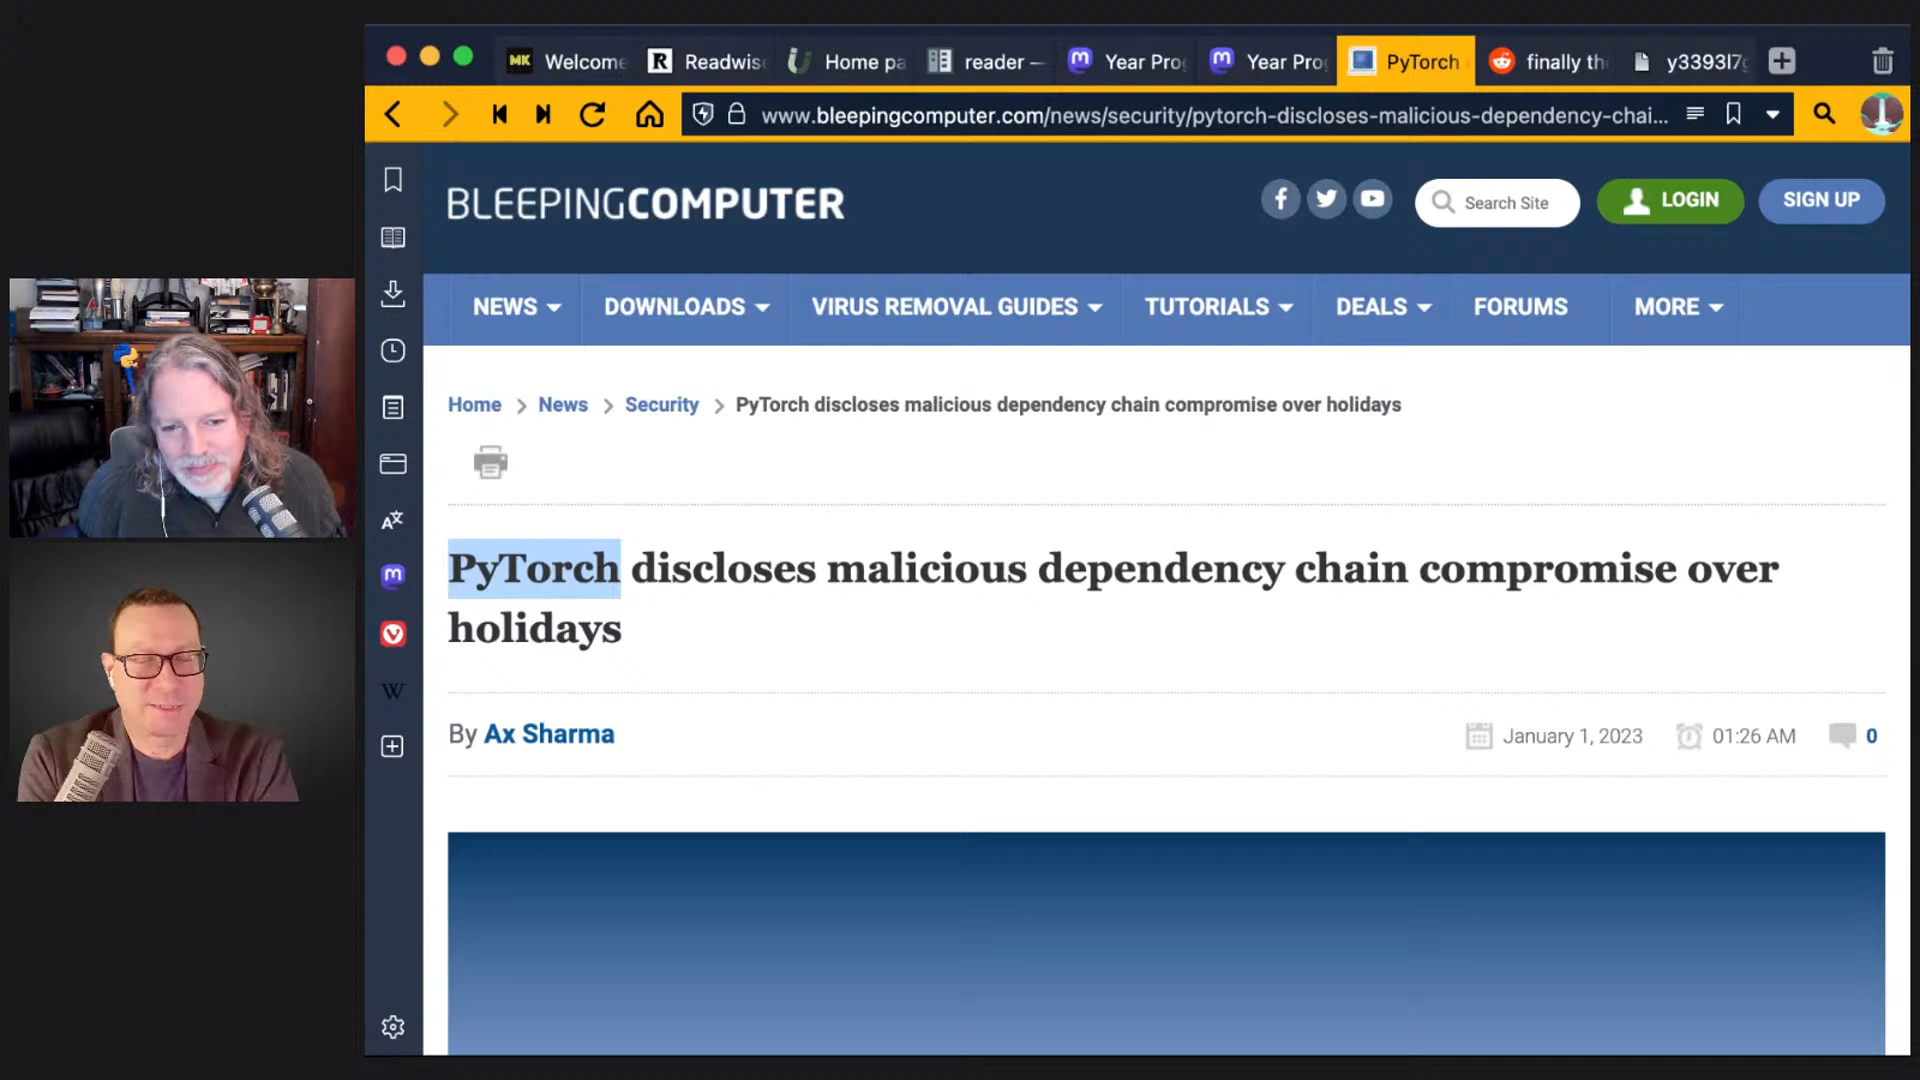 MK Welcome R Readwis Home pa reader — Year Pro Year Pro PyTorch finally th y3393l7g
www.bleepingcomputer.com/news/security/pytorch-discloses-malicious-dependency-chai...
BLEEPINGCOMPUTER
Search Site
LOGIN
SIGN UP
NEWS DOWNLOADS VIRUS REMOVAL GUIDES TUTORIALS DEALS FORUMS MORE
Home > News > Security > PyTorch discloses malicious dependency chain compromise over holidays
PyTorch discloses malicious dependency chain compromise over
holidays
By Ax Sharma
January 1, 2023
01:26 AM
0
W